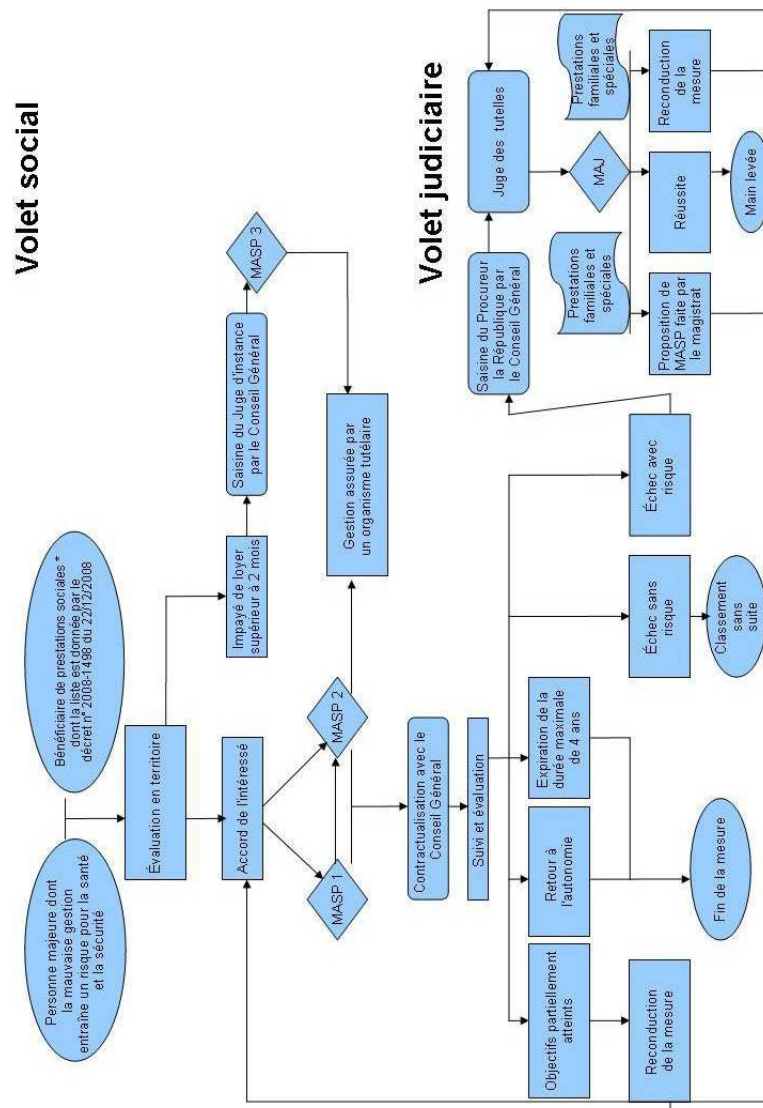 Volet social
Personne majeure dont
la mauvaise gestion
entraîne un risque pour la santé
et la sécurité
Bénéficiaire de prestations sociales *
dont la liste est donnée par le
décret n° 2008-1498 du 22/12/2008
Évaluation en territoire
Accord de l'intéressé
Impayé de loyer
supérieur à 2 mois
Saisine du Juge d'instance
par le Conseil Général
MASP 3
MASP 1
MASP 2
Gestion assurée par
un organisme tutélaire
Contractualisation avec le
Conseil Général
Suivi et évaluation
Objectifs partiellement
atteints
Retour à
l'autonomie
Expiration de la
durée maximale
de 4 ans
Échec sans
risque
Échec avec
risque
Reconduction
de la mesure
Fin de la mesure
Classement
sans
suite
Volet judiciaire
Saisine du Procureur
la République par
le Conseil Général
Juge des tutelles
MAJ
Prestations
familiales et
spéciales
Prestations
familiales et
spéciales
Proposition de
MASP faite par
le magistrat
Réussite
Reconduction
de la
mesure
Main levée